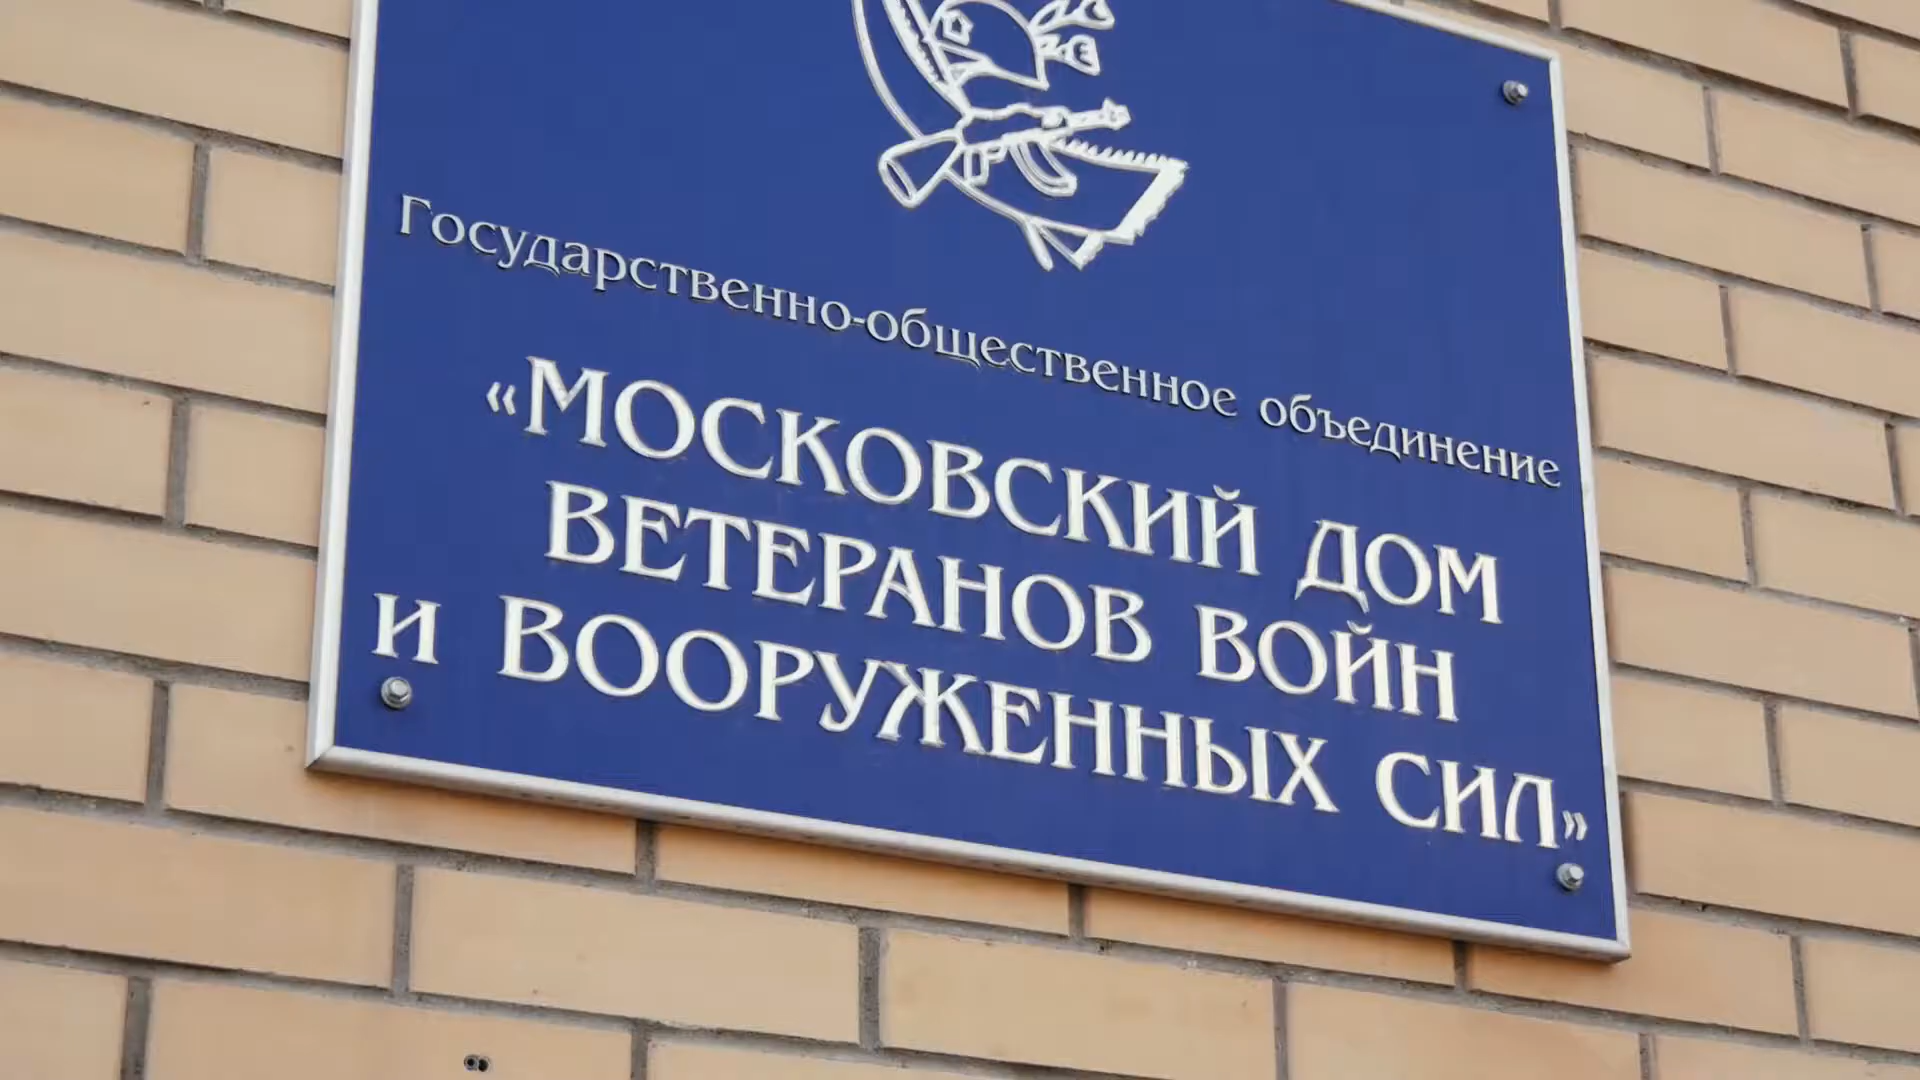 Государственно-общественное объединение
«МОСКОВСКИЙ ДОМ
ВЕТЕРАНОВ ВОЙН
И ВООРУЖЕННЫХ СИЛ»